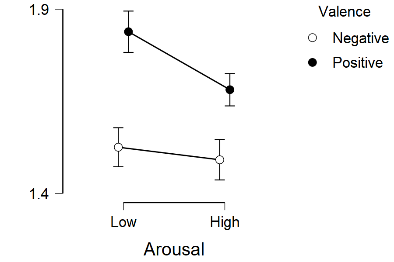 1.9
1.4
Low High
Arousal
Valence
Negative
Positive